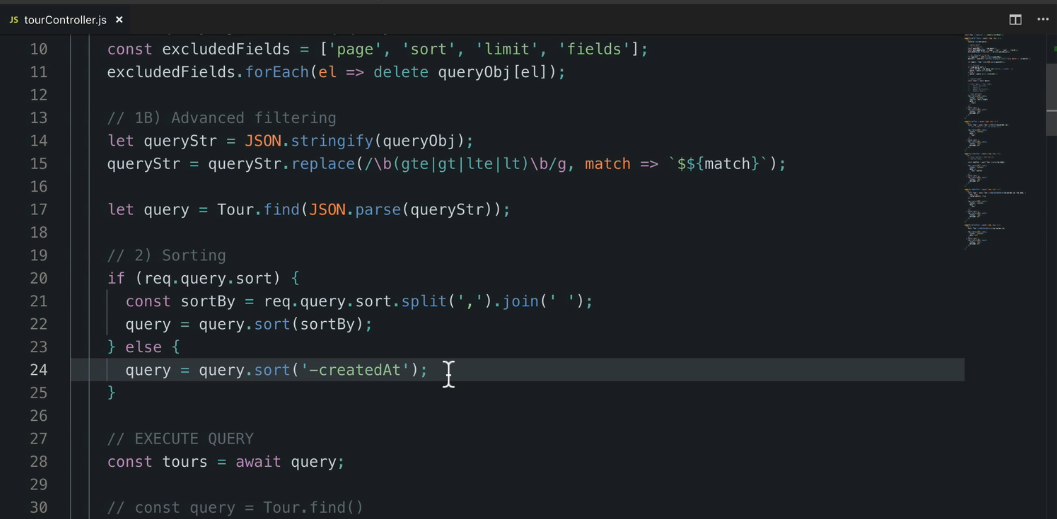 JS tourController.js ×
10 const excludedFields = ['page', 'sort', 'limit', 'fields'];
11 excludedFields.forEach(el => delete queryObj[el]);
12
13 // 1B) Advanced filtering
14 let queryStr = JSON.stringify(queryObj);
15 queryStr = queryStr.replace(/\b(gte|gt|lte|lt)\b/g, match => `$${match}`);
16
17 let query = Tour.find(JSON.parse(queryStr));
18
19 // 2) Sorting
20 if (req.query.sort) {
21 const sortBy = req.query.sort.split(',').join(' ');
22 query = query.sort(sortBy);
23 } else {
24 query = query.sort('-createdAt');
25 }
26
27 // EXECUTE QUERY
28 const tours = await query;
29
30 // const query = Tour.find()